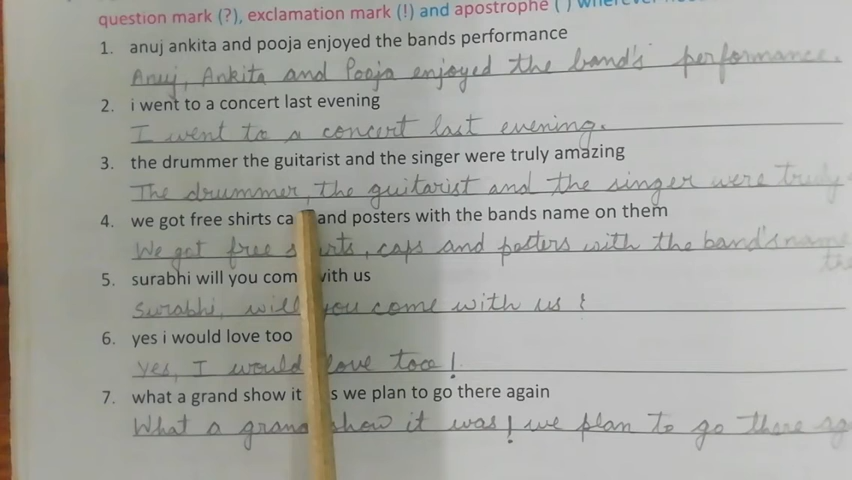 question mark (?), exclamation mark (!) and apostrophe (') wherever
1. anuj ankita and pooja enjoyed the bands performance
Anuj, Ankita and Pooja enjoyed the band's performance.
2. i went to a concert last evening
I went to a concert last evening.
3. the drummer the guitarist and the singer were truly amazing
The drummer, the guitarist and the singer were truly
4. we got free shirts ca and posters with the bands name on them
We got free s rts, caps and posters with the band's name
5. surabhi will you com with us
Surabhi, will you come with us ?
6. yes i would love too
Yes, I would love too!
7. what a grand show it s we plan to go there again
What a grand show it was! we plan to go there ag